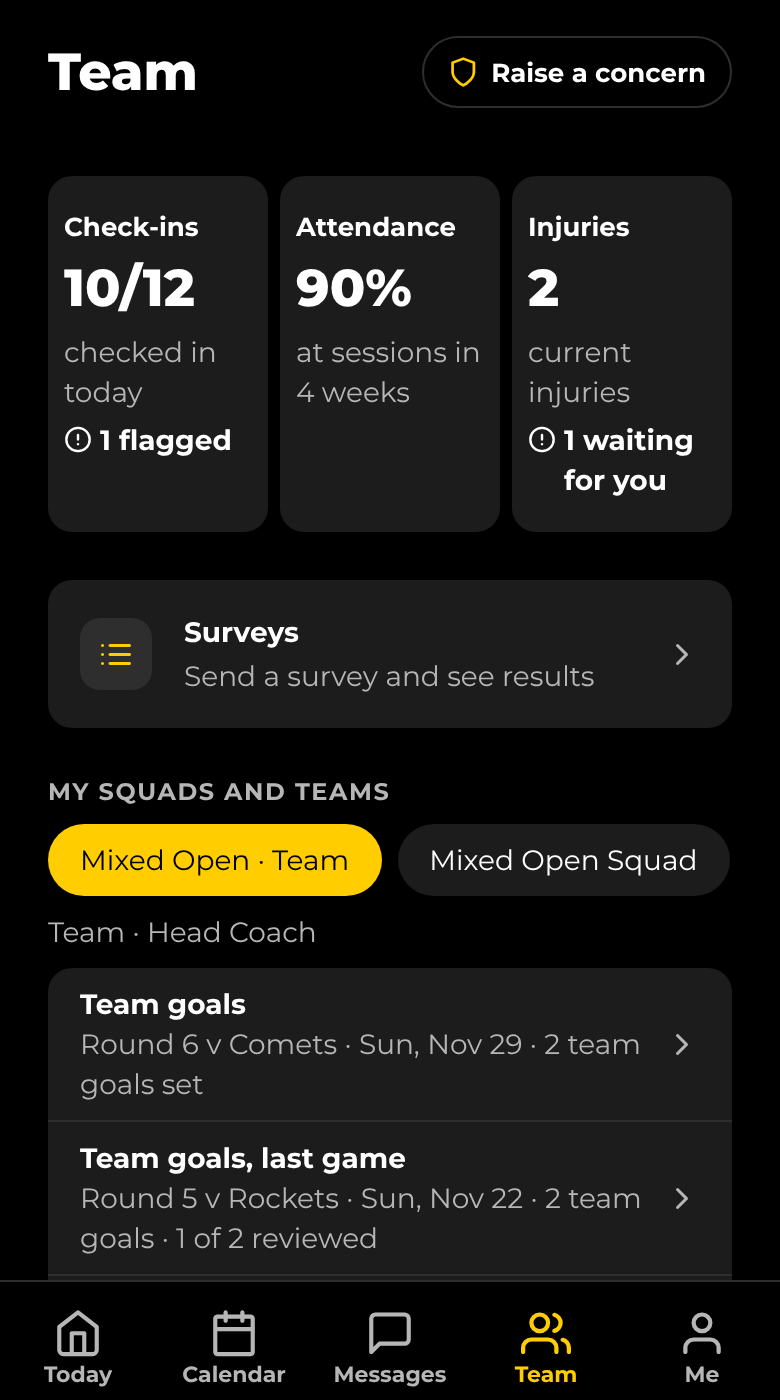 Team
Raise a concern
Check-ins
10/12
checked in
today
1 flagged
Attendance
90%
at sessions in
4 weeks
Injuries
2
current
injuries
1 waiting
for you
Surveys
Send a survey and see results
MY SQUADS AND TEAMS
Mixed Open · Team
Mixed Open Squad
Team · Head Coach
Team goals
Round 6 v Comets · Sun, Nov 29 · 2 team
goals set
Team goals, last game
Round 5 v Rockets · Sun, Nov 22 · 2 team
goals · 1 of 2 reviewed
Today
Calendar
Messages
Team
Me